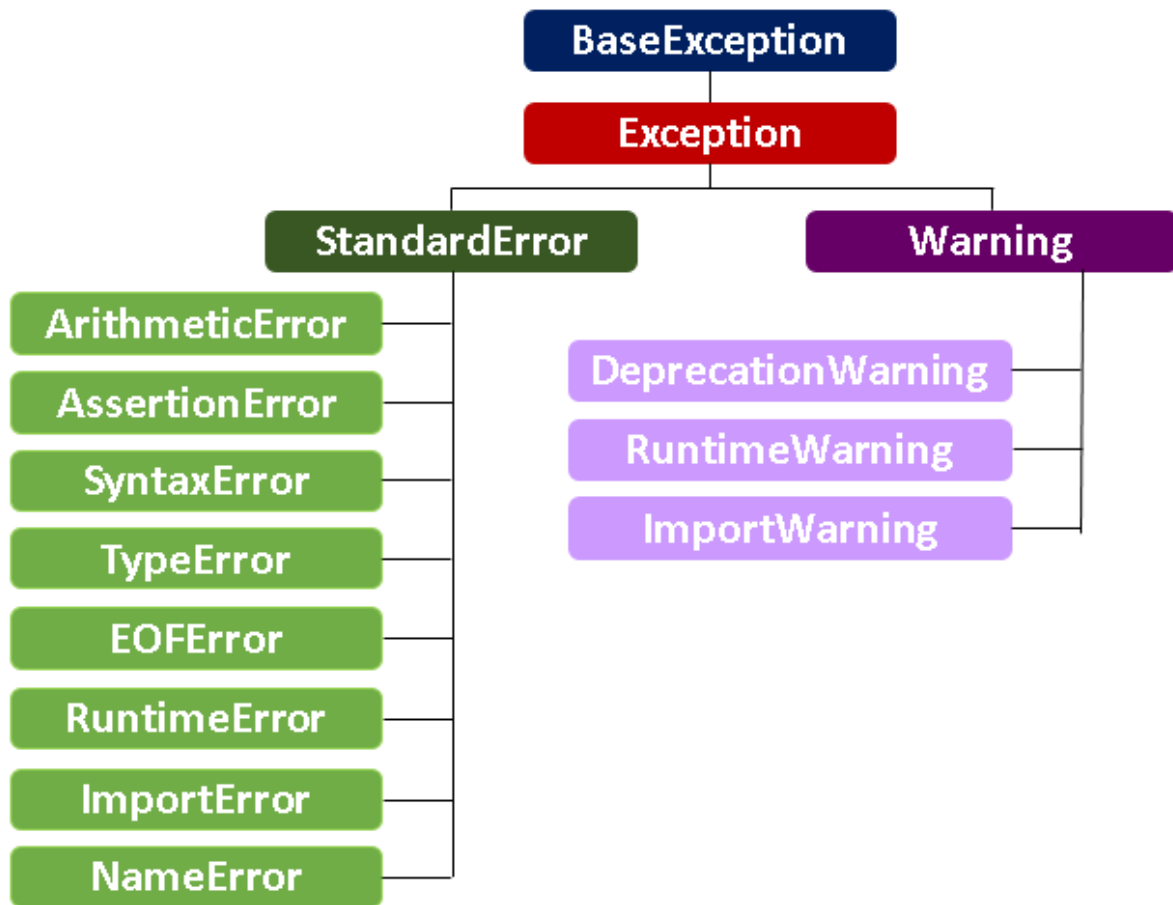 BaseException
Exception
StandardError
Warning
ArithmeticError
AssertionError
SyntaxError
TypeError
EOFError
RuntimeError
ImportError
NameError
DeprecationWarning
RuntimeWarning
ImportWarning